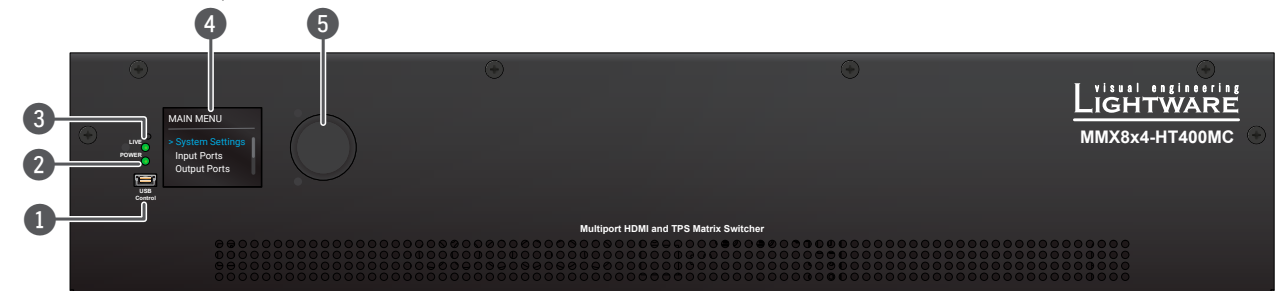 4
5
3
2
1
MAIN MENU
> System Settings
Input Ports
Output Ports
LIVE
POWER
USB
Control
visual engineering
LIGHTWARE
MMX8x4-HT400MC
Multiport HDMI and TPS Matrix Switcher